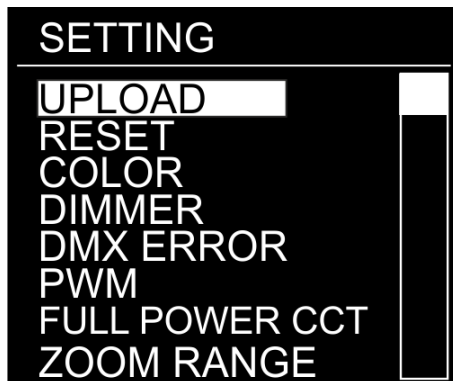 SETTING
UPLOAD
RESET
COLOR
DIMMER
DMX ERROR
PWM
FULL POWER CCT
ZOOM RANGE